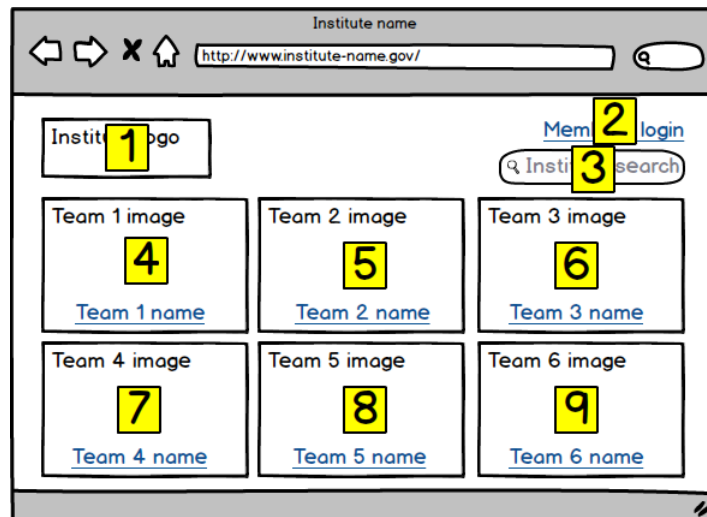 Institute name
http://www.institute-name.gov/
1
2
login
3
search
Team 1 image
Team 2 image
Team 3 image
4
5
6
Team 1 name
Team 2 name
Team 3 name
Team 4 image
Team 5 image
Team 6 image
7
8
9
Team 4 name
Team 5 name
Team 6 name